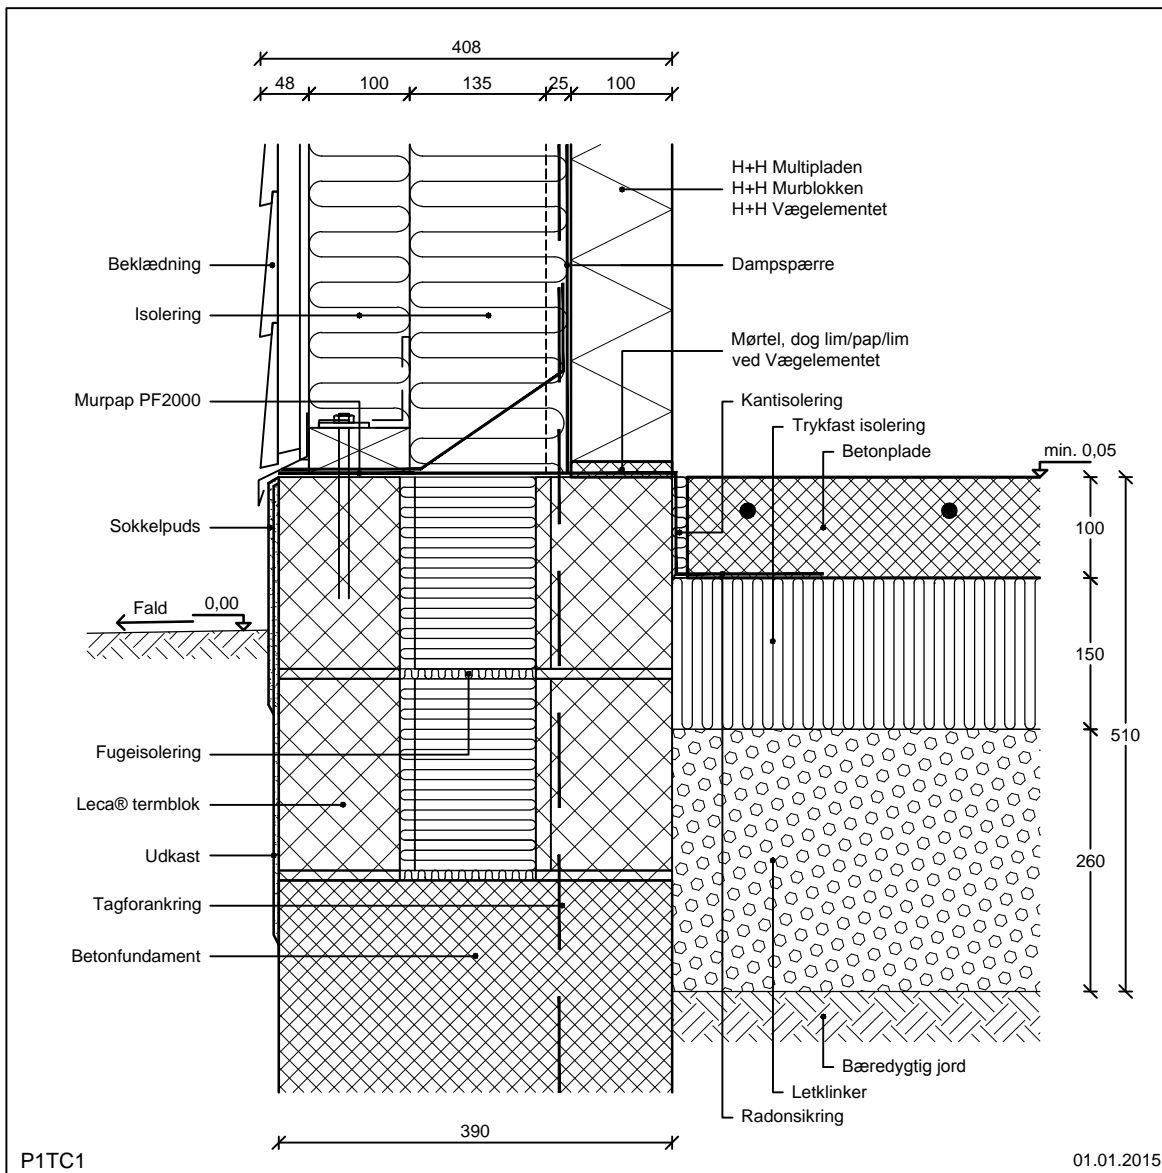 408
48
100
135
25
100
H+H Multipladen
H+H Murblokken
H+H Vægelementet
Beklædning
Dampspærre
Isolering
Mørtel, dog lim/pap/lim
ved Vægelementet
Murpap PF2000
Kantisolering
Trykfast isolering
Betonplade
min. 0,05
Sokkelpuds
100
Fald
0,00
150
510
Fugeisolering
Leca® termblok
Udkast
260
Tagforankring
Betonfundament
Bæredygtig jord
Letklinker
Radonsikring
390
P1TC1
01.01.2015